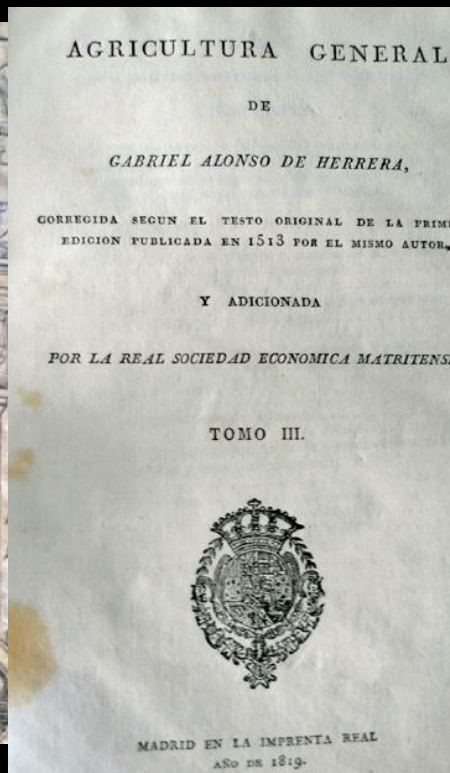 AGRICULTURA GENERAL
DE
GABRIEL ALONSO DE HERRERA,
CORREGIDA SEGUN EL TESTO ORIGINAL DE LA
EDICION PUBLICADA EN 1513 POR EL MISMO AUTOR,
Y ADICIONADA
POR LA REAL SOCIEDAD ECONOMICA
TOMO III.
MADRID EN LA IMPRENTA REAL
AÑO DE 1819.